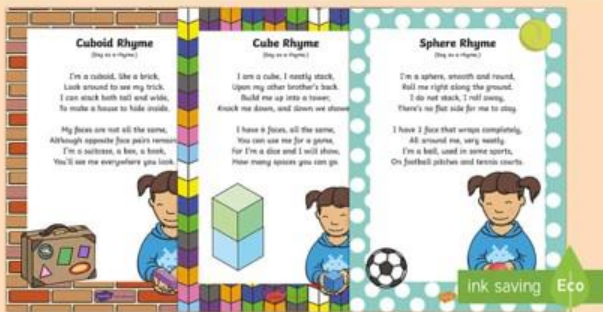 Cuboid Rhyme
(Say as a rhyme.)
I'm a cuboid, like a brick,
Look around to see my trick.
I can stack both tall and wide,
To make a house to hide inside.
My faces are not all the same,
Although opposite face pairs remain
I'm a suitcase, a box, a book,
You'll see me everywhere you look.
Cube Rhyme
(Say as a rhyme.)
I am a cube, I neatly stack,
Upon my other brother's back.
Build me up into a tower,
Knock me down, and down we shower
I have 6 faces, all the same,
You can use me for a game,
For I'm a dice and I will show,
How many spaces you can go.
Sphere Rhyme
(Say as a rhyme.)
I'm a sphere, smooth and round,
Roll me right along the ground.
I do not stack, I roll away,
There's no flat side for me to stay.
I have 1 face that wraps completely,
All around me, very neatly.
I'm a ball, used in some sports,
On football pitches and tennis courts.
ink saving
Eco